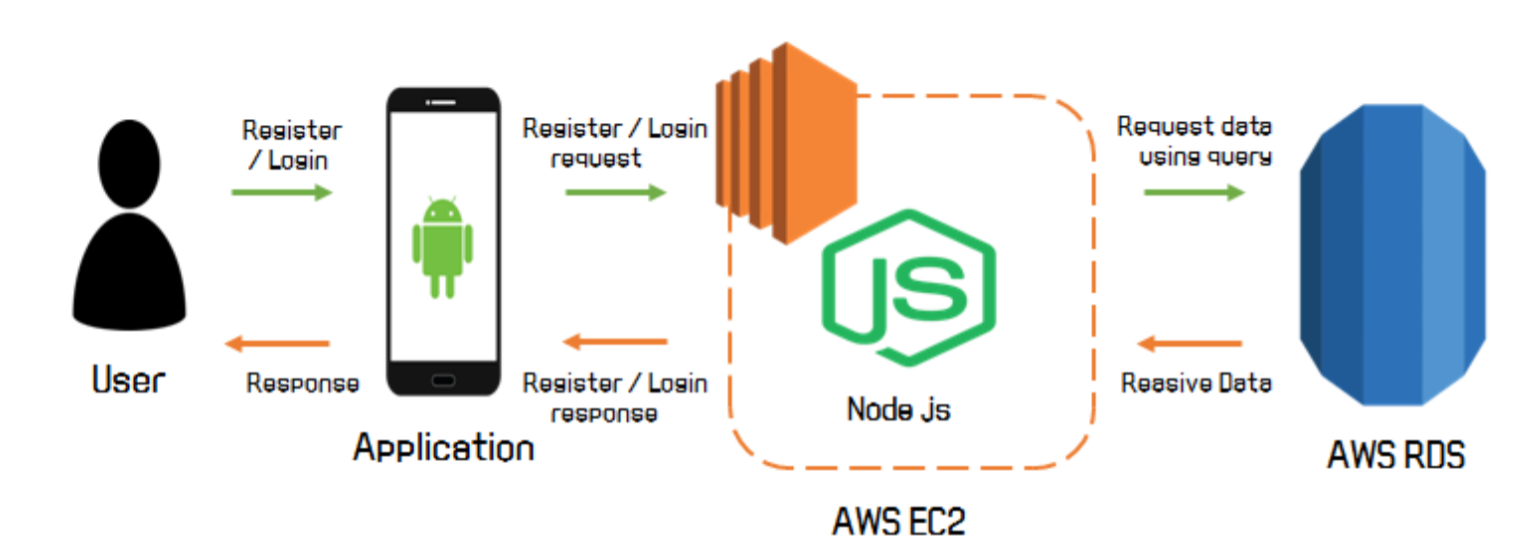 Register
/ Login
Register / Login
request
Request data
using query
JS
User
Response
Register / Login
response
Node js
Reasive Data
Application
AWS RDS
AWS EC2